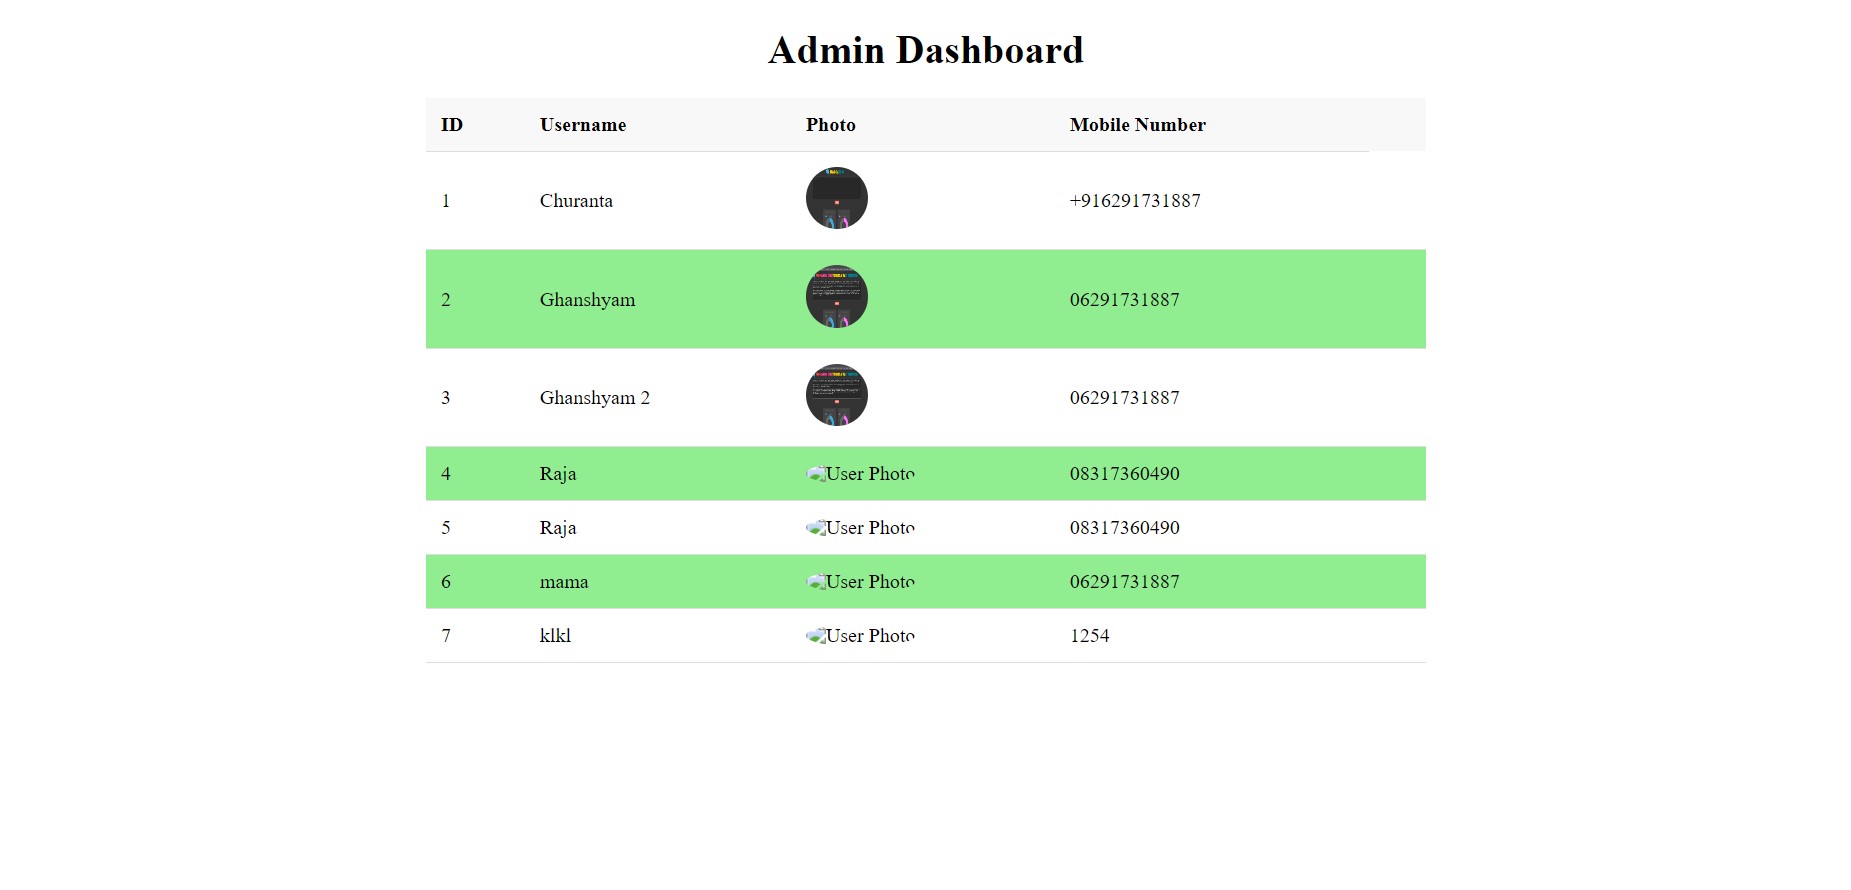 Admin Dashboard
ID Username Photo Mobile Number
1 Churanta +916291731887
2 Ghanshyam 06291731887
3 Ghanshyam 2 06291731887
4 Raja User Photo 08317360490
5 Raja User Photo 08317360490
6 mama User Photo 06291731887
7 klkl User Photo 1254